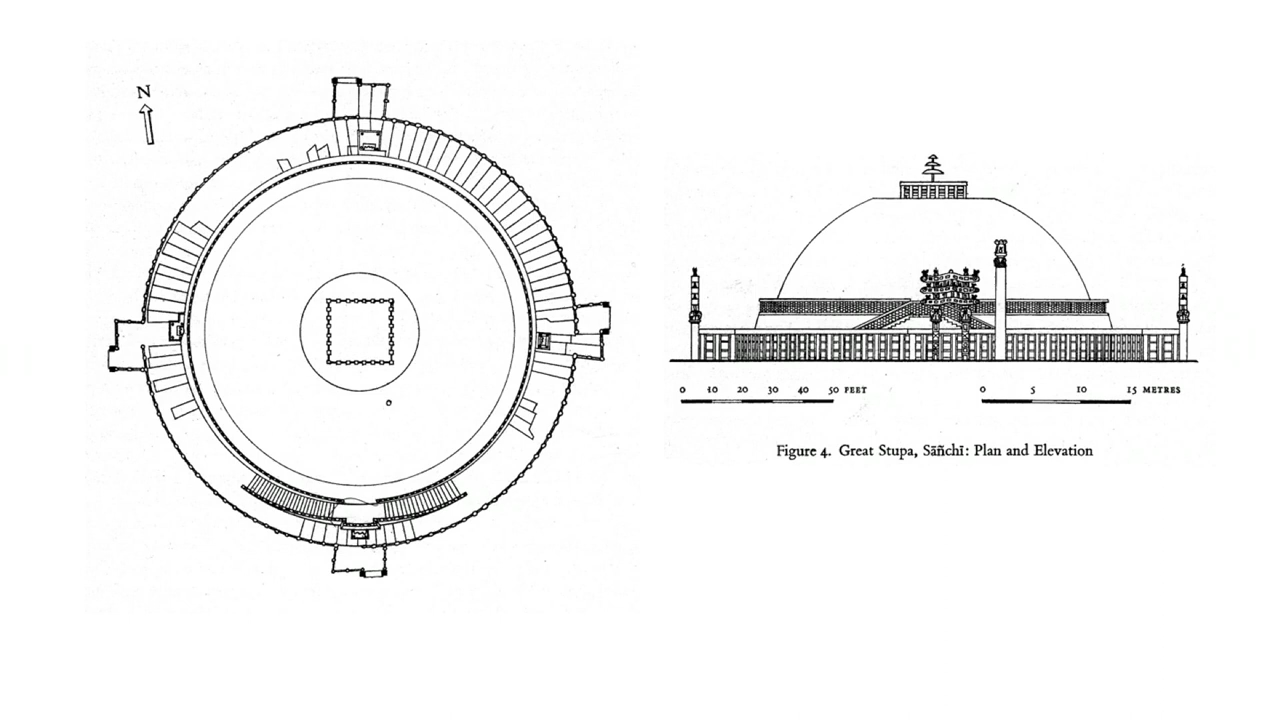 N
0 10 20 30 40 50 FEET
0 5 10 15 METRES
Figure 4. Great Stupa, Sāñchī: Plan and Elevation